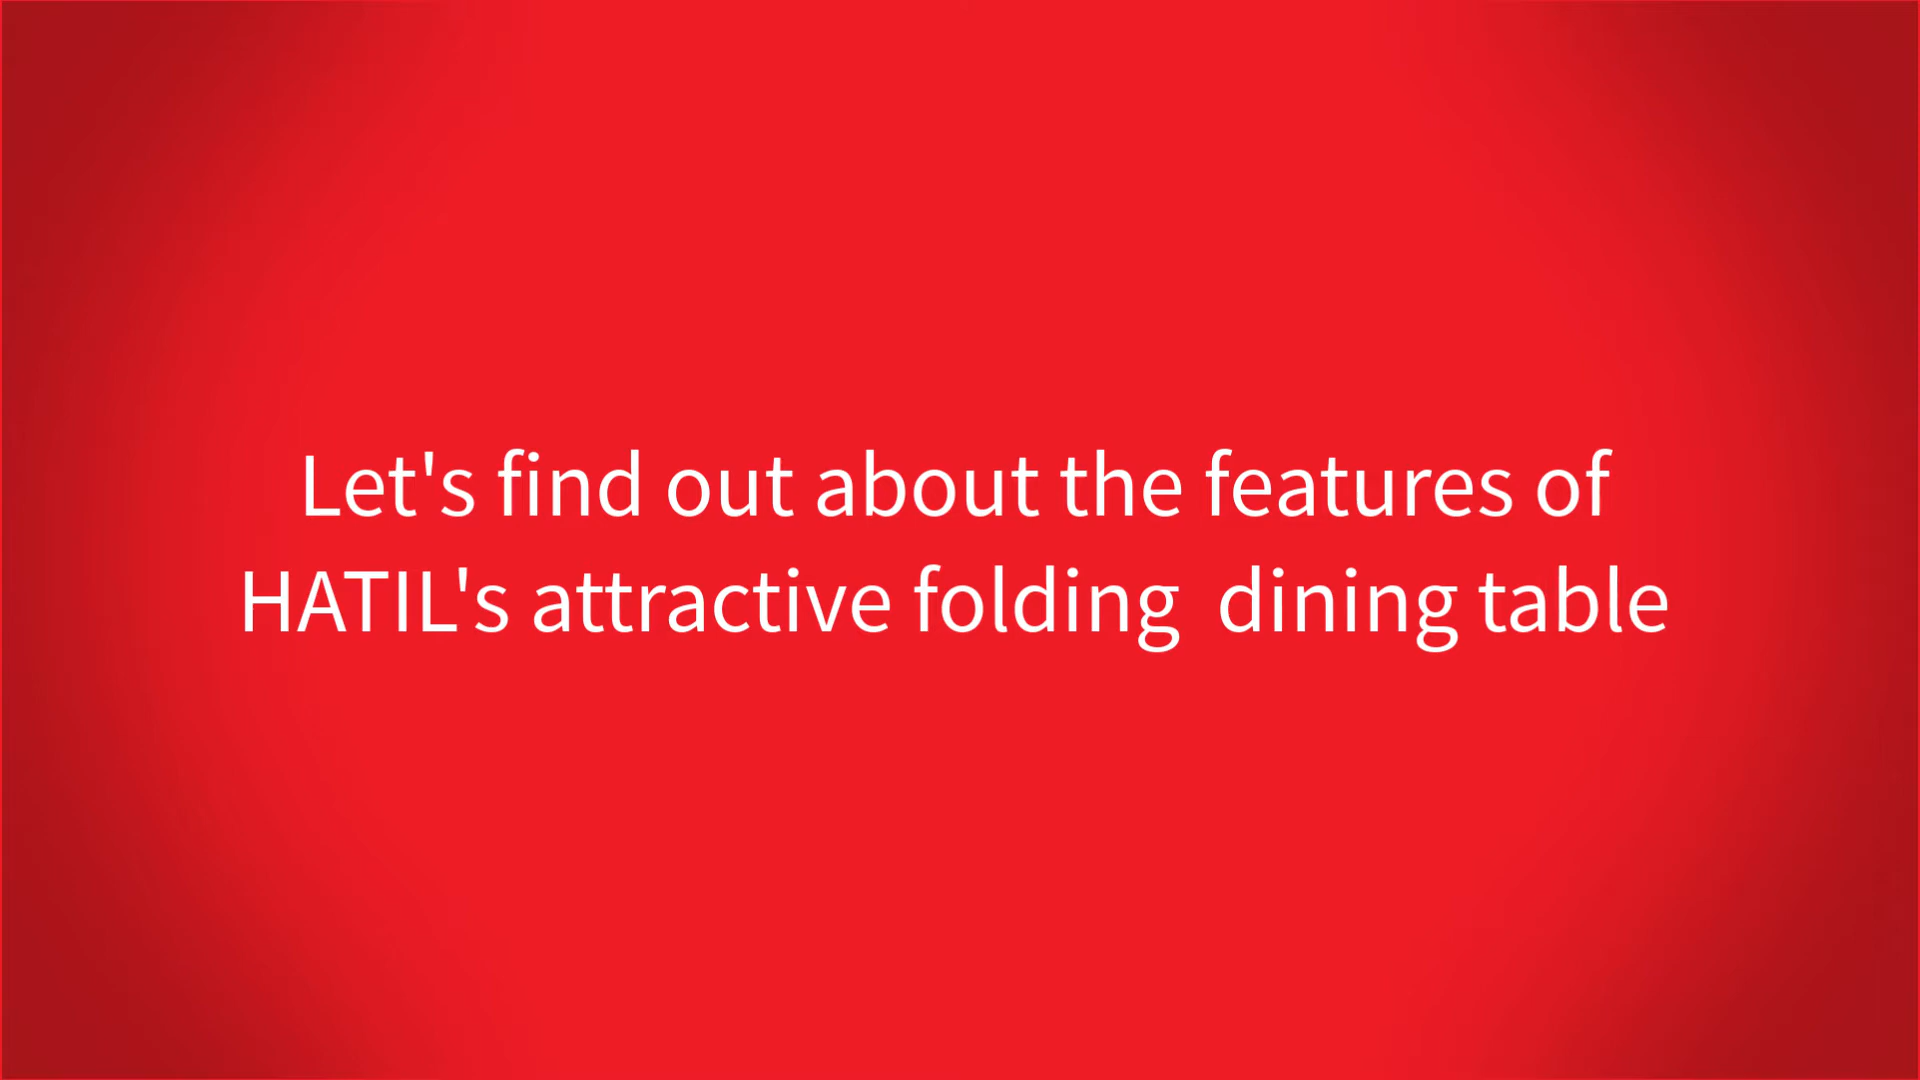 Let's find out about the features of
HATIL's attractive folding  dining table